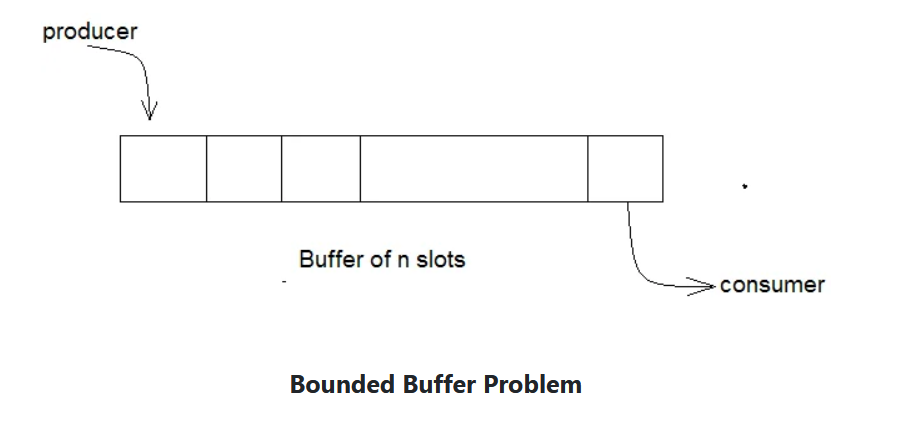 producer
Buffer of n slots
consumer
Bounded Buffer Problem